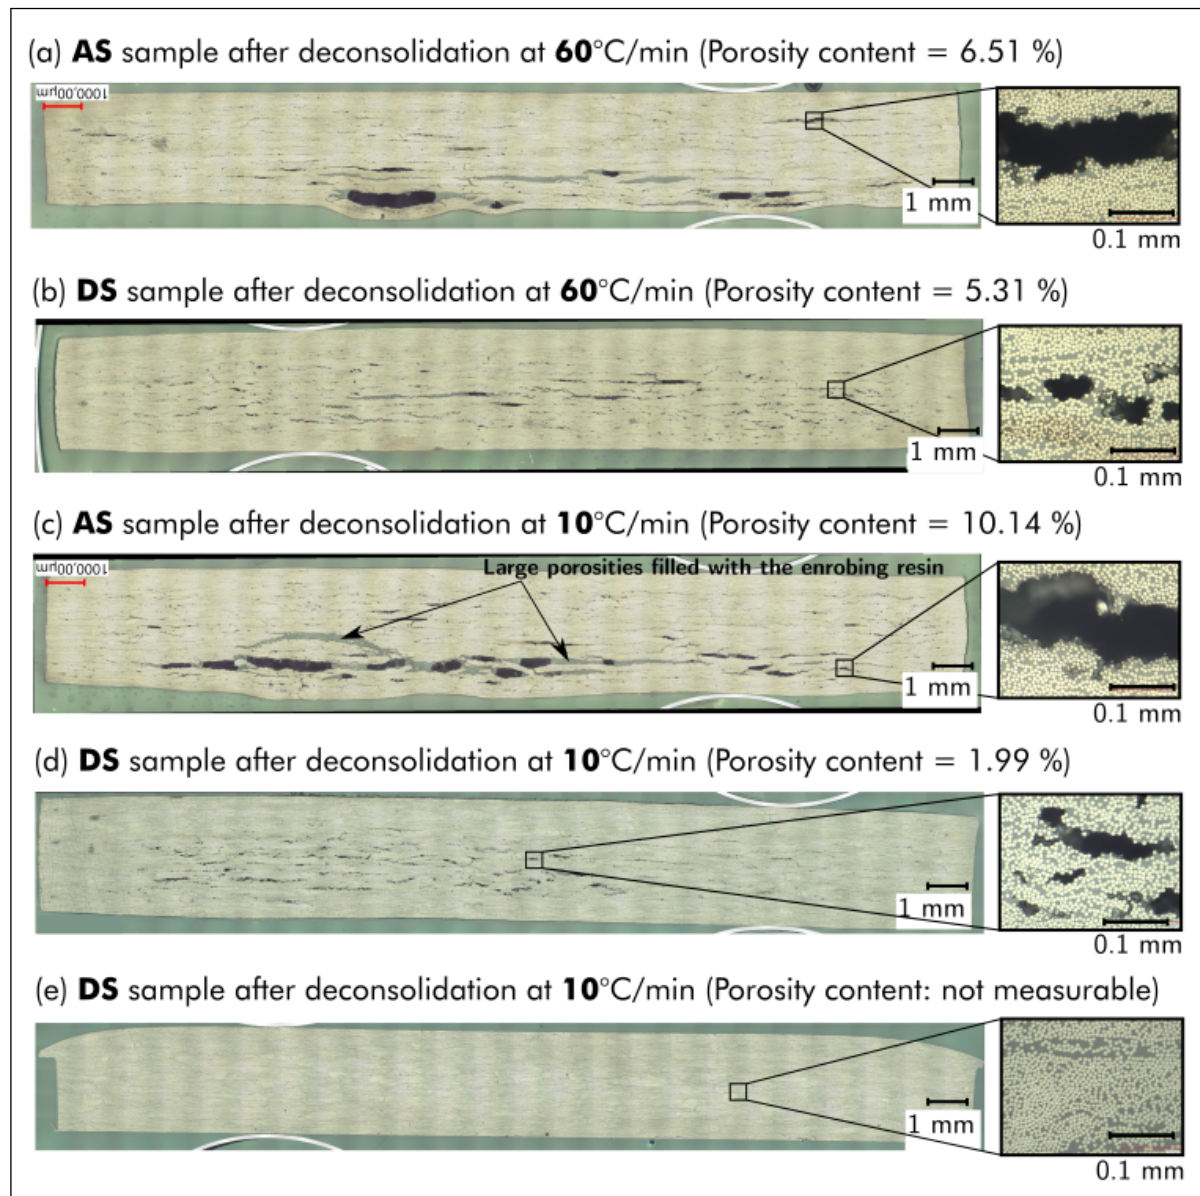 (a) AS sample after deconsolidation at 60°C/min (Porosity content = 6.51 %)
1000,00µm
1 mm
0.1 mm
(b) DS sample after deconsolidation at 60°C/min (Porosity content = 5.31 %)
1 mm
0.1 mm
(c) AS sample after deconsolidation at 10°C/min (Porosity content = 10.14 %)
1000,00µm
Large porosities filled with the enrobing resin
1 mm
0.1 mm
(d) DS sample after deconsolidation at 10°C/min (Porosity content = 1.99 %)
1 mm
0.1 mm
(e) DS sample after deconsolidation at 10°C/min (Porosity content: not measurable)
1 mm
0.1 mm